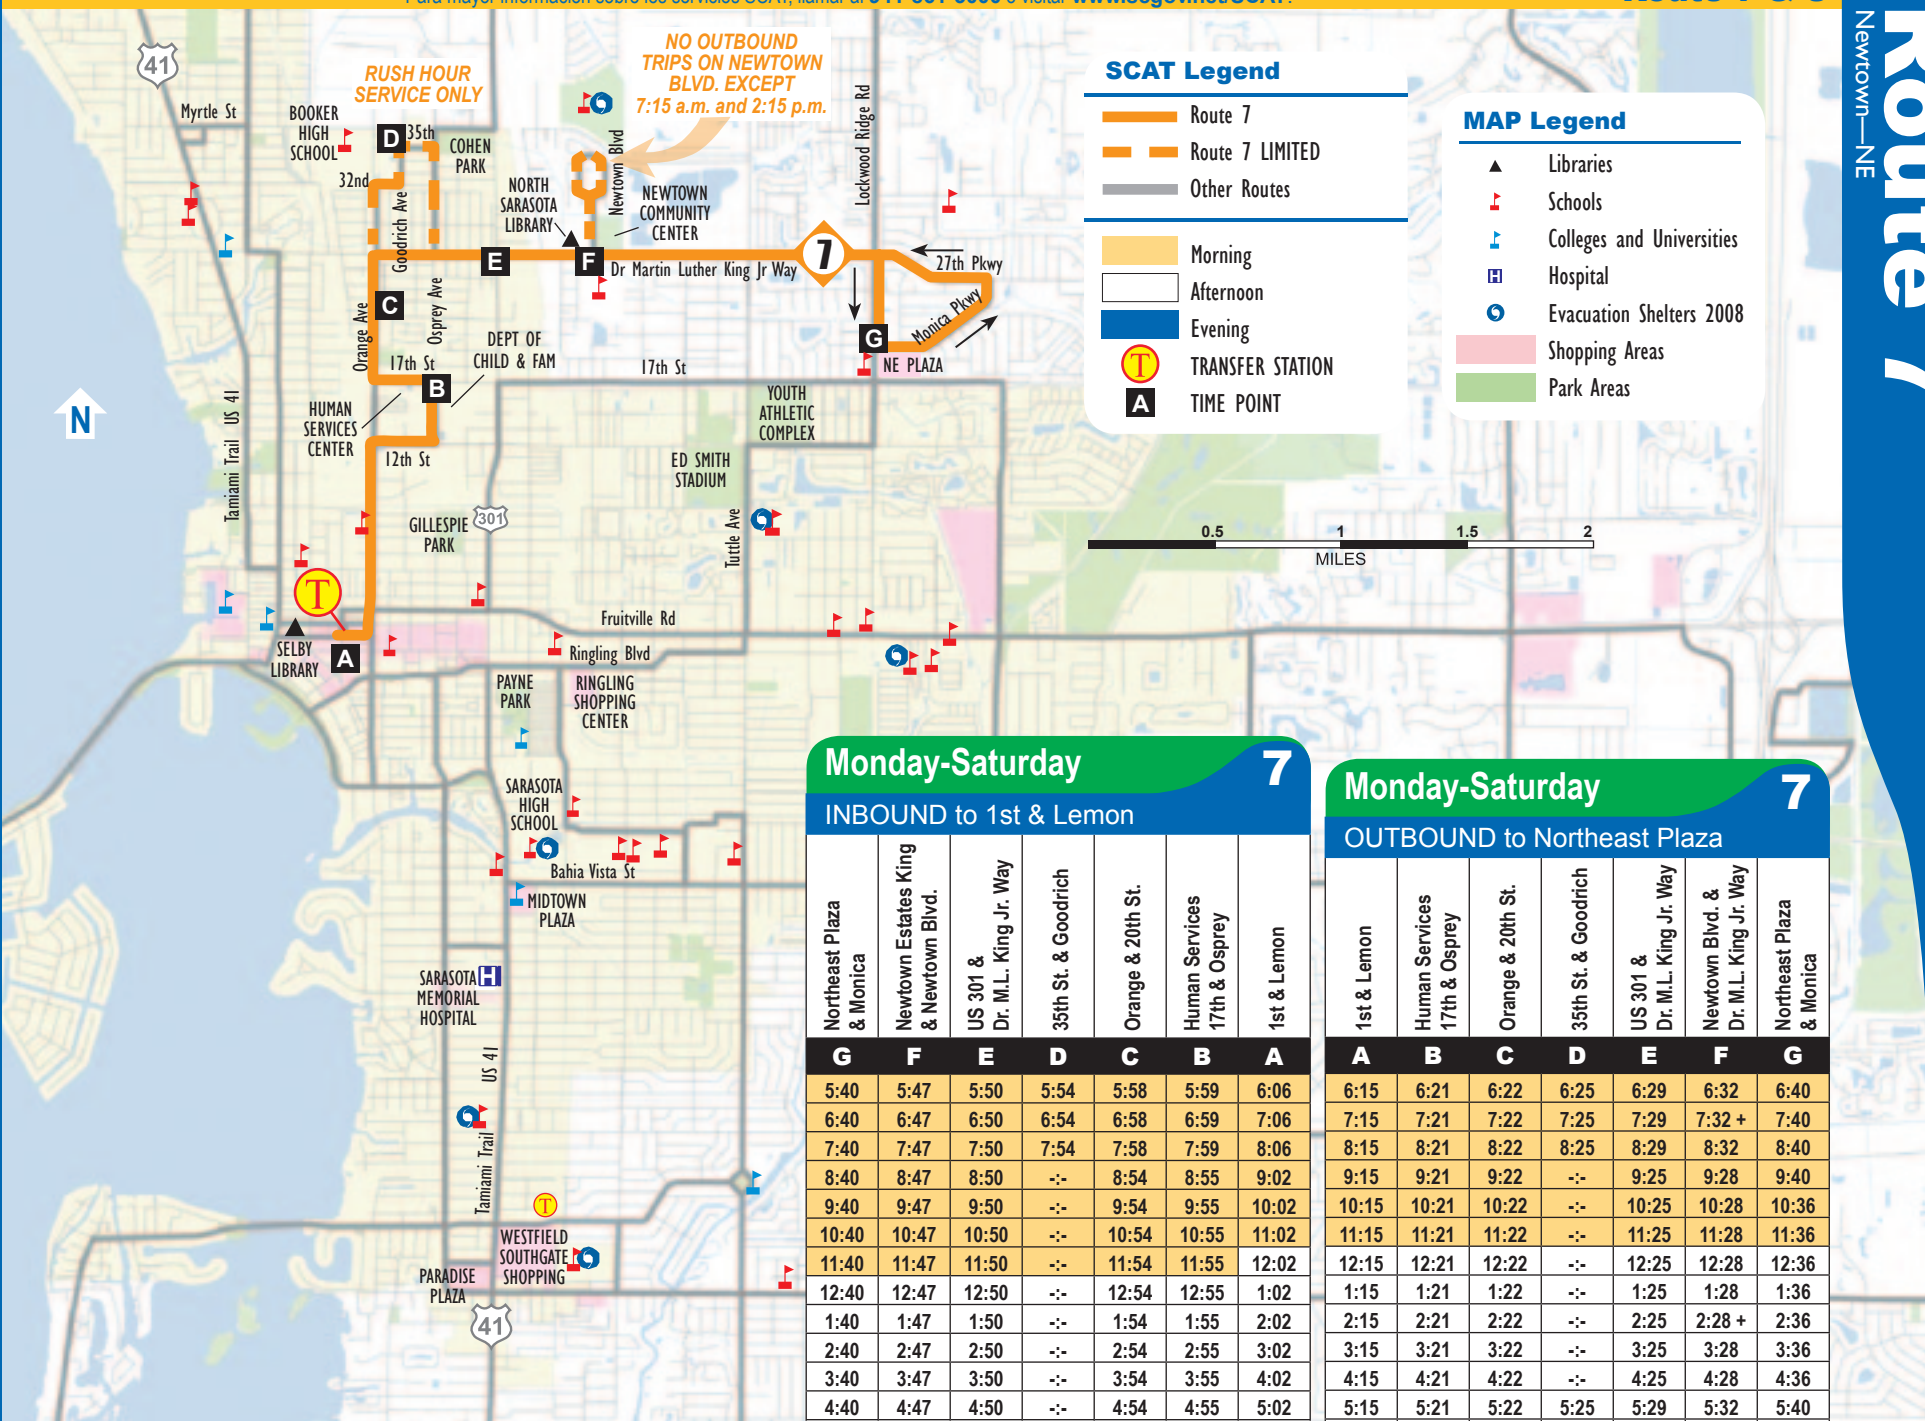 941-861-5000
www.scgov.net/SCAT.
Route 7
Newtown—NE
41
Myrtle St
RUSH HOUR
SERVICE ONLY
NO OUTBOUND
TRIPS ON NEWTOWN
BLVD. EXCEPT
7:15 a.m. and 2:15 p.m.
BOOKER
HIGH
SCHOOL
D
35th
COHEN
PARK
32nd
Goodrich Ave
NORTH
SARASOTA
LIBRARY
Newtown Blvd
NEWTOWN
COMMUNITY
CENTER
Lockwood Ridge Rd
E
F
Dr Martin Luther King Jr Way
7
27th Pkwy
Monica Pkwy
G
NE PLAZA
C
Orange Ave
Osprey Ave
17th St
B
DEPT OF
CHILD & FAM
17th St
HUMAN
SERVICES
CENTER
12th St
N
Tamiami Trail US 41
YOUTH
ATHLETIC
COMPLEX
ED SMITH
STADIUM
Tuttle Ave
GILLESPIE
PARK
301
T
SELBY
LIBRARY
A
Fruitville Rd
Ringling Blvd
PAYNE
PARK
RINGLING
SHOPPING
CENTER
SARASOTA
HIGH
SCHOOL
Bahia Vista St
MIDTOWN
PLAZA
SARASOTA
MEMORIAL
HOSPITAL
H
US 41
Tamiami Trail
T
WESTFIELD
SOUTHGATE
SHOPPING
PARADISE
PLAZA
41
SCAT Legend
Route 7
Route 7 LIMITED
Other Routes
Morning
Afternoon
Evening
T TRANSFER STATION
A TIME POINT
MAP Legend
Libraries
Schools
Colleges and Universities
H Hospital
Evacuation Shelters 2008
Shopping Areas
Park Areas
0.5 1 1.5 2
MILES
Monday-Saturday 7
INBOUND to 1st & Lemon
Northeast Plaza
& Monica
Newtown Estates King
& Newtown Blvd.
US 301 &
Dr. M.L. King Jr. Way
35th St. & Goodrich
Orange & 20th St.
Human Services
17th & Osprey
1st & Lemon
G F E D C B A
5:40 5:47 5:50 5:54 5:58 5:59 6:06
6:40 6:47 6:50 6:54 6:58 6:59 7:06
7:40 7:47 7:50 7:54 7:58 7:59 8:06
8:40 8:47 8:50 -:- 8:54 8:55 9:02
9:40 9:47 9:50 -:- 9:54 9:55 10:02
10:40 10:47 10:50 -:- 10:54 10:55 11:02
11:40 11:47 11:50 -:- 11:54 11:55 12:02
12:40 12:47 12:50 -:- 12:54 12:55 1:02
1:40 1:47 1:50 -:- 1:54 1:55 2:02
2:40 2:47 2:50 -:- 2:54 2:55 3:02
3:40 3:47 3:50 -:- 3:54 3:55 4:02
4:40 4:47 4:50 -:- 4:54 4:55 5:02
Monday-Saturday 7
OUTBOUND to Northeast Plaza
1st & Lemon
Human Services
17th & Osprey
Orange & 20th St.
35th St. & Goodrich
US 301 &
Dr. M.L. King Jr. Way
Newtown Blvd. &
Dr. M.L. King Jr. Way
Northeast Plaza
& Monica
A B C D E F G
6:15 6:21 6:22 6:25 6:29 6:32 6:40
7:15 7:21 7:22 7:25 7:29 7:32 + 7:40
8:15 8:21 8:22 8:25 8:29 8:32 8:40
9:15 9:21 9:22 -:- 9:25 9:28 9:40
10:15 10:21 10:22 -:- 10:25 10:28 10:36
11:15 11:21 11:22 -:- 11:25 11:28 11:36
12:15 12:21 12:22 -:- 12:25 12:28 12:36
1:15 1:21 1:22 -:- 1:25 1:28 1:36
2:15 2:21 2:22 -:- 2:25 2:28 + 2:36
3:15 3:21 3:22 -:- 3:25 3:28 3:36
4:15 4:21 4:22 -:- 4:25 4:28 4:36
5:15 5:21 5:22 5:25 5:29 5:32 5:40